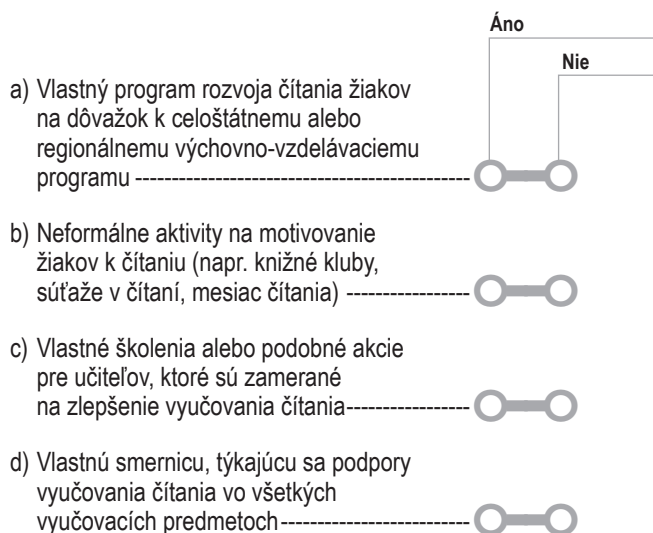 Áno
Nie
a) Vlastný program rozvoja čítania žiakov
na dôvažok k celoštátnemu alebo
regionálnemu výchovno-vzdelávaciemu
programu
b) Neformálne aktivity na motivovanie
žiakov k čítaniu (napr. knižné kluby,
súťaže v čítaní, mesiac čítania)
c) Vlastné školenia alebo podobné akcie
pre učiteľov, ktoré sú zamerané
na zlepšenie vyučovania čítania
d) Vlastnú smernicu, týkajúcu sa podpory
vyučovania čítania vo všetkých
vyučovacích predmetoch